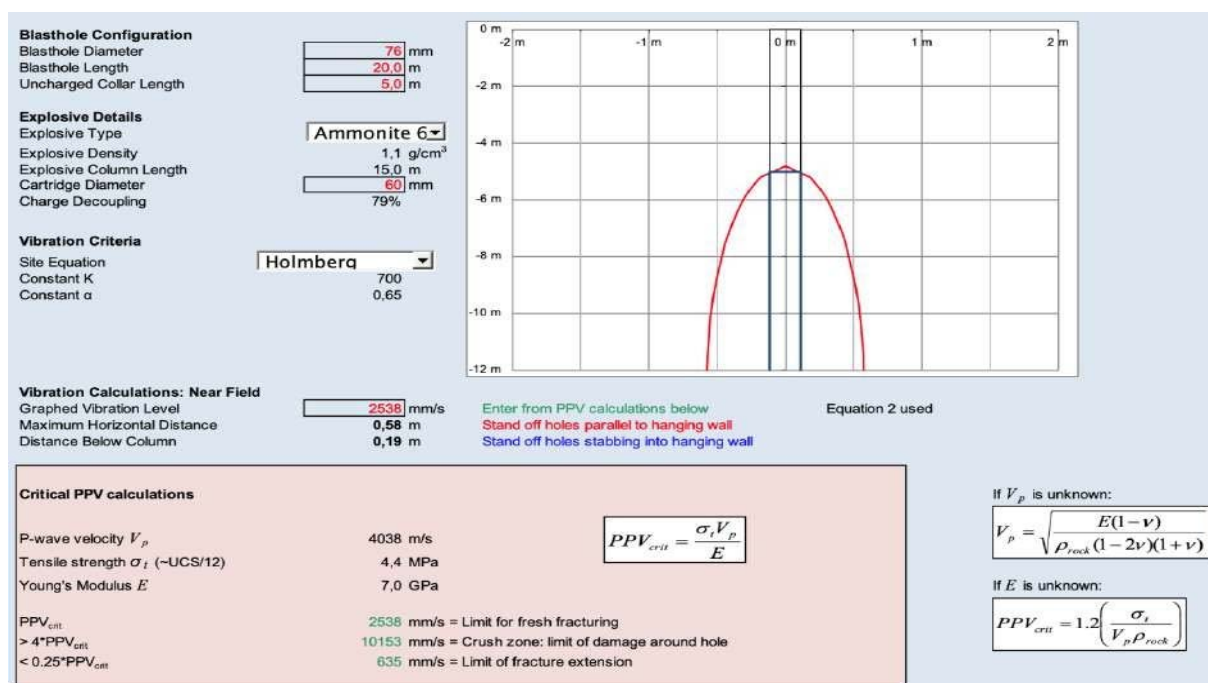 Blasthole Configuration
Blasthole Diameter 76 mm
Blasthole Length 20,0 m
Uncharged Collar Length 5,0 m
Explosive Details
Explosive Type Ammonite 6
Explosive Density 1,1 g/cm³
Explosive Column Length 15,0 m
Cartridge Diameter 60 mm
Charge Decoupling 79%
Vibration Criteria
Site Equation Holmberg
Constant K 700
Constant α 0,65
0 m
-2 m -1 m 0 m 1 m 2 m
-2 m
-4 m
-6 m
-8 m
-10 m
-12 m
Vibration Calculations: Near Field
Graphed Vibration Level 2538 mm/s Enter from PPV calculations below Equation 2 used
Maximum Horizontal Distance 0,58 m Stand off holes parallel to hanging wall
Distance Below Column 0,19 m Stand off holes stabbing into hanging wall
Critical PPV calculations
P-wave velocity V_p 4038 m/s
Tensile strength σ_t (~UCS/12) 4,4 MPa
Young's Modulus E 7,0 GPa
PPV_crit = σ_t V_p / E
PPV_crit 2538 mm/s = Limit for fresh fracturing
> 4*PPV_crit 10153 mm/s = Crush zone: limit of damage around hole
< 0.25*PPV_crit 635 mm/s = Limit of fracture extension
If V_p is unknown:
V_p = √(E(1-ν) / ρ_rock (1-2ν)(1+ν))
If E is unknown:
PPV_crit = 1.2(σ_t / V_p ρ_rock)